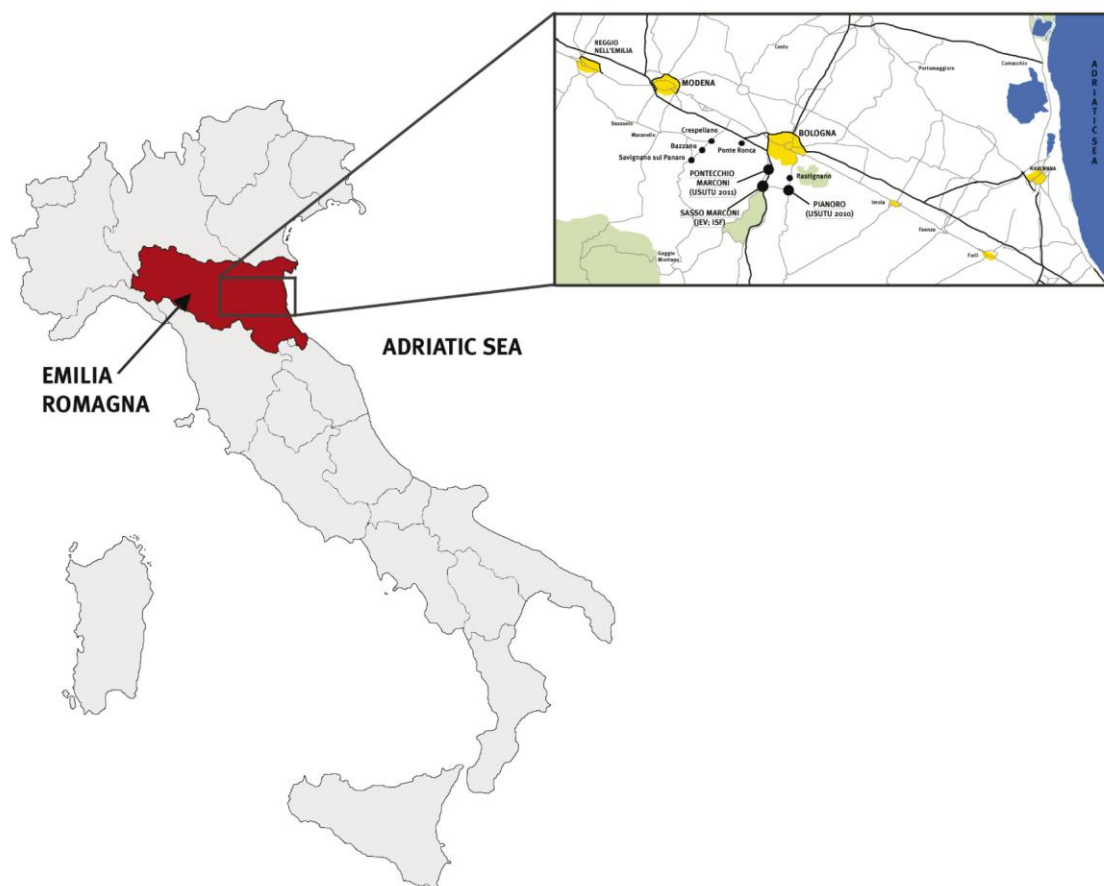 REGGIO
NELL'EMILIA
MODENA
Cento
Portomaggiore
Comacchio
ADRIATIC SEA
Sassuolo
Maranello
Crespellano
Bazzano
Savignano sul Panaro
Ponte Ronca
BOLOGNA
PONTECCHIO
MARCONI
(USUTU 2011)
Rastignano
SASSO MARCONI
(JEV; ISF)
PIANORO
(USUTU 2010)
Imola
RAVENNA
Faenza
Forlì
Gaggio
Montano
ADRIATIC SEA
EMILIA
ROMAGNA